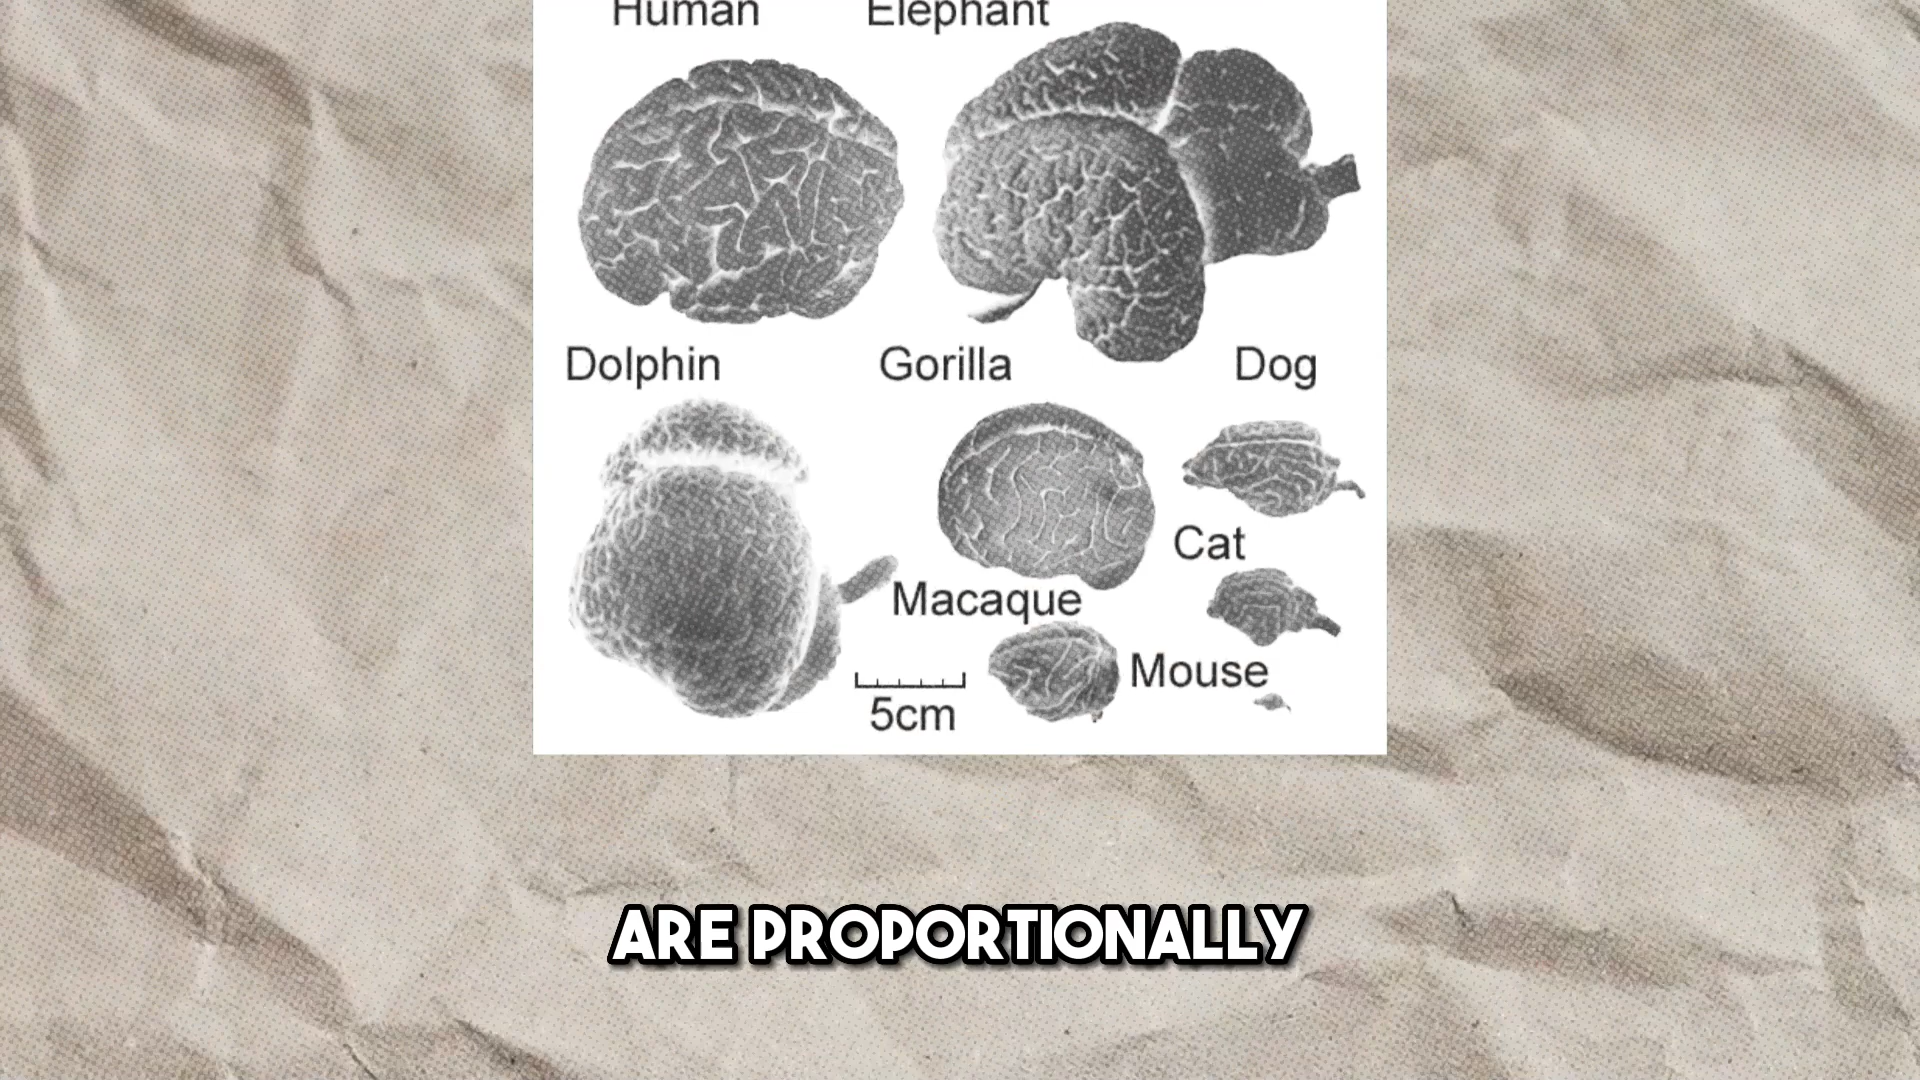 Human Elephant
Dolphin Gorilla Dog
Cat
Macaque
Mouse
5cm
ARE PROPORTIONALLY